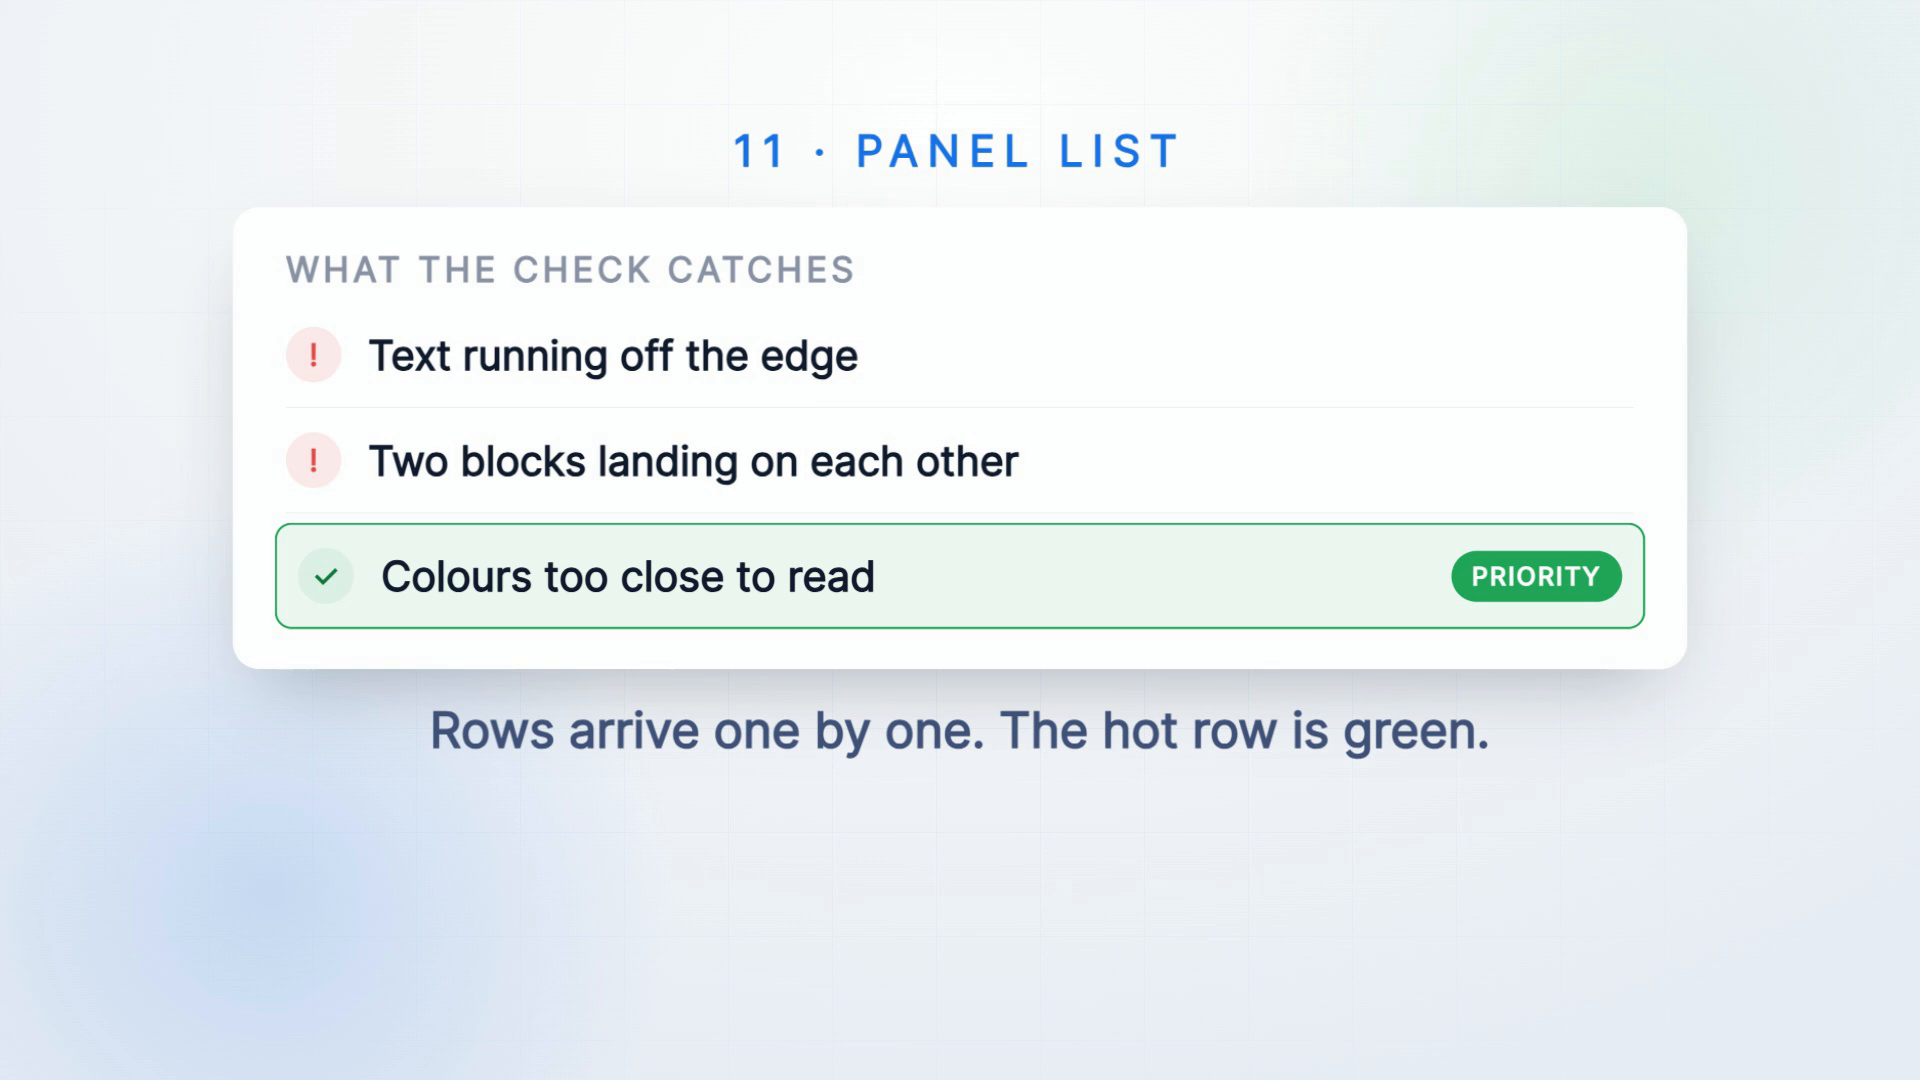 11 · PANEL LIST
WHAT THE CHECK CATCHES
! Text running off the edge
! Two blocks landing on each other
Colours too close to read PRIORITY
Rows arrive one by one. The hot row is green.